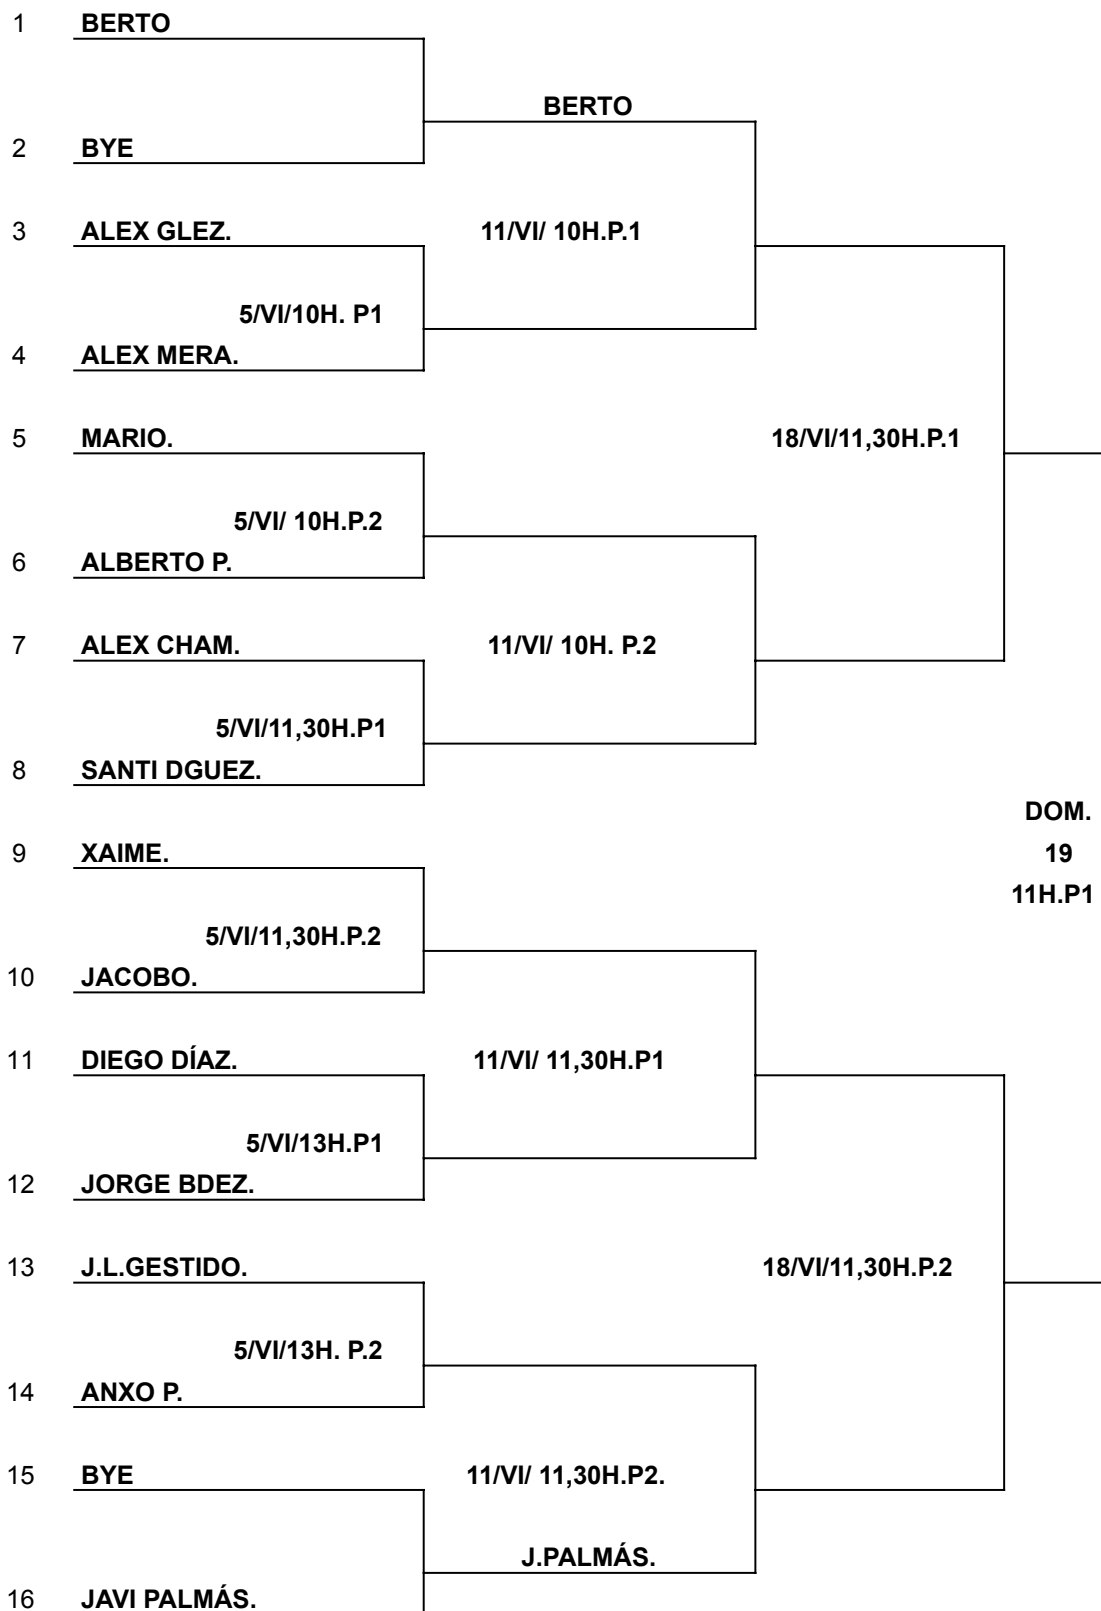 1 BERTO
BERTO
2 BYE
3 ALEX GLEZ. 11/VI/ 10H.P.1
5/VI/10H. P1
4 ALEX MERA.
5 MARIO. 18/VI/11,30H.P.1
5/VI/ 10H.P.2
6 ALBERTO P.
7 ALEX CHAM. 11/VI/ 10H. P.2
5/VI/11,30H.P1
8 SANTI DGUEZ.
DOM.
9 XAIME. 19
11H.P1
5/VI/11,30H.P.2
10 JACOBO.
11 DIEGO DÍAZ. 11/VI/ 11,30H.P1
5/VI/13H.P1
12 JORGE BDEZ.
13 J.L.GESTIDO. 18/VI/11,30H.P.2
5/VI/13H. P.2
14 ANXO P.
15 BYE 11/VI/ 11,30H.P2.
J.PALMÁS.
16 JAVI PALMÁS.